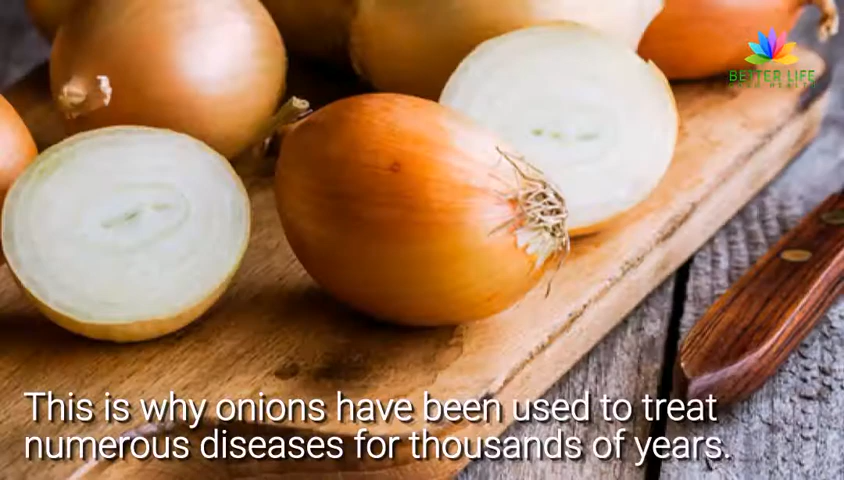 BETTER LIFE
This is why onions have been used to treat
numerous diseases for thousands of years.